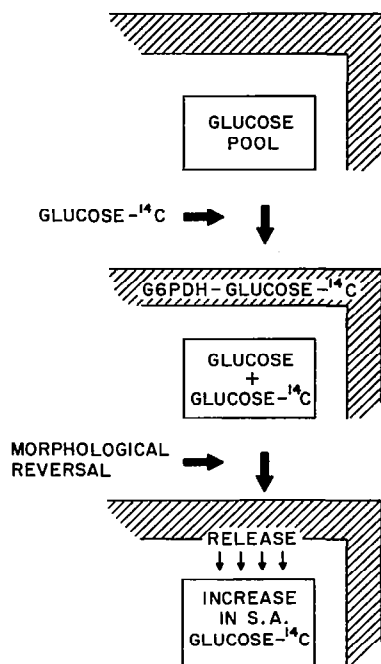 GLUCOSE
POOL
GLUCOSE-¹⁴C
G6PDH-GLUCOSE-¹⁴C
GLUCOSE
+
GLUCOSE-¹⁴C
MORPHOLOGICAL
REVERSAL
RELEASE
INCREASE
IN S.A.
GLUCOSE-¹⁴C